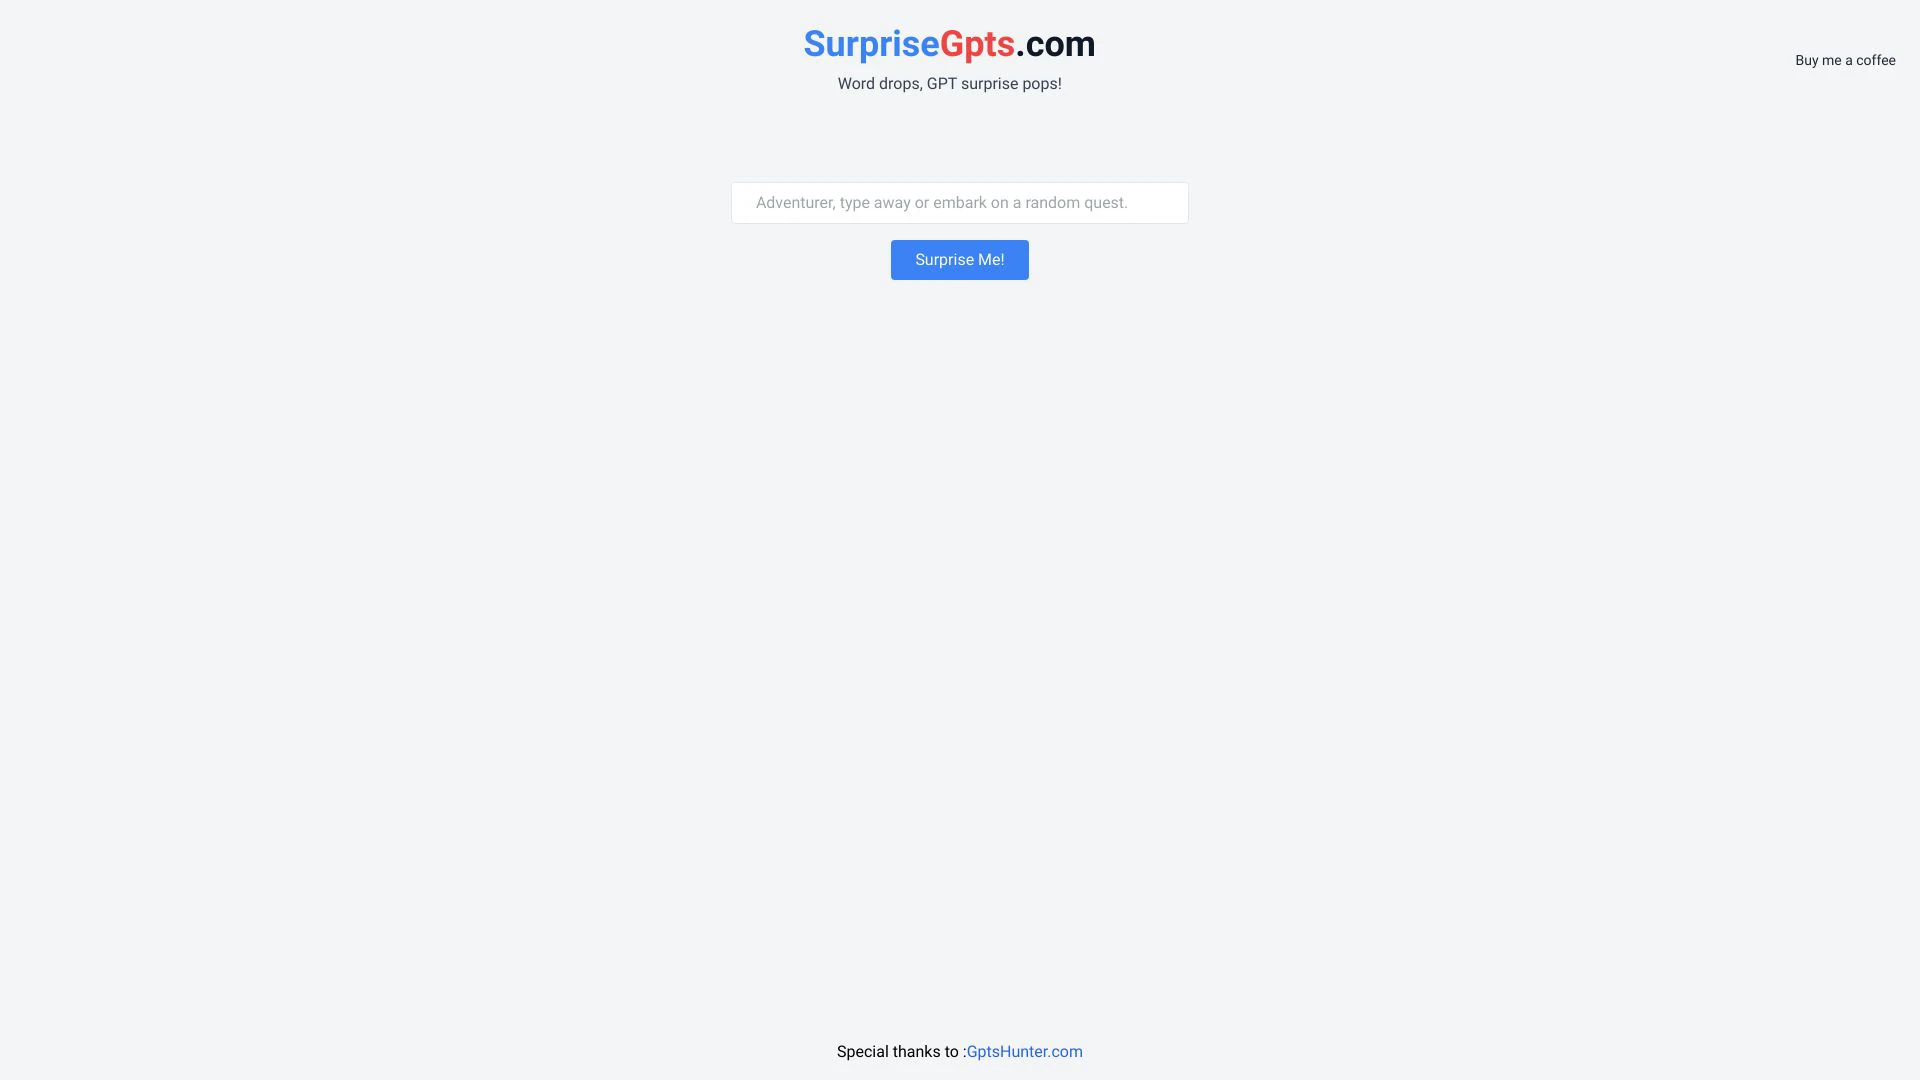 SurpriseGpts.com
Word drops, GPT surprise pops!
Buy me a coffee
Adventurer, type away or embark on a random quest.
Surprise Me!
Special thanks to :GptsHunter.com